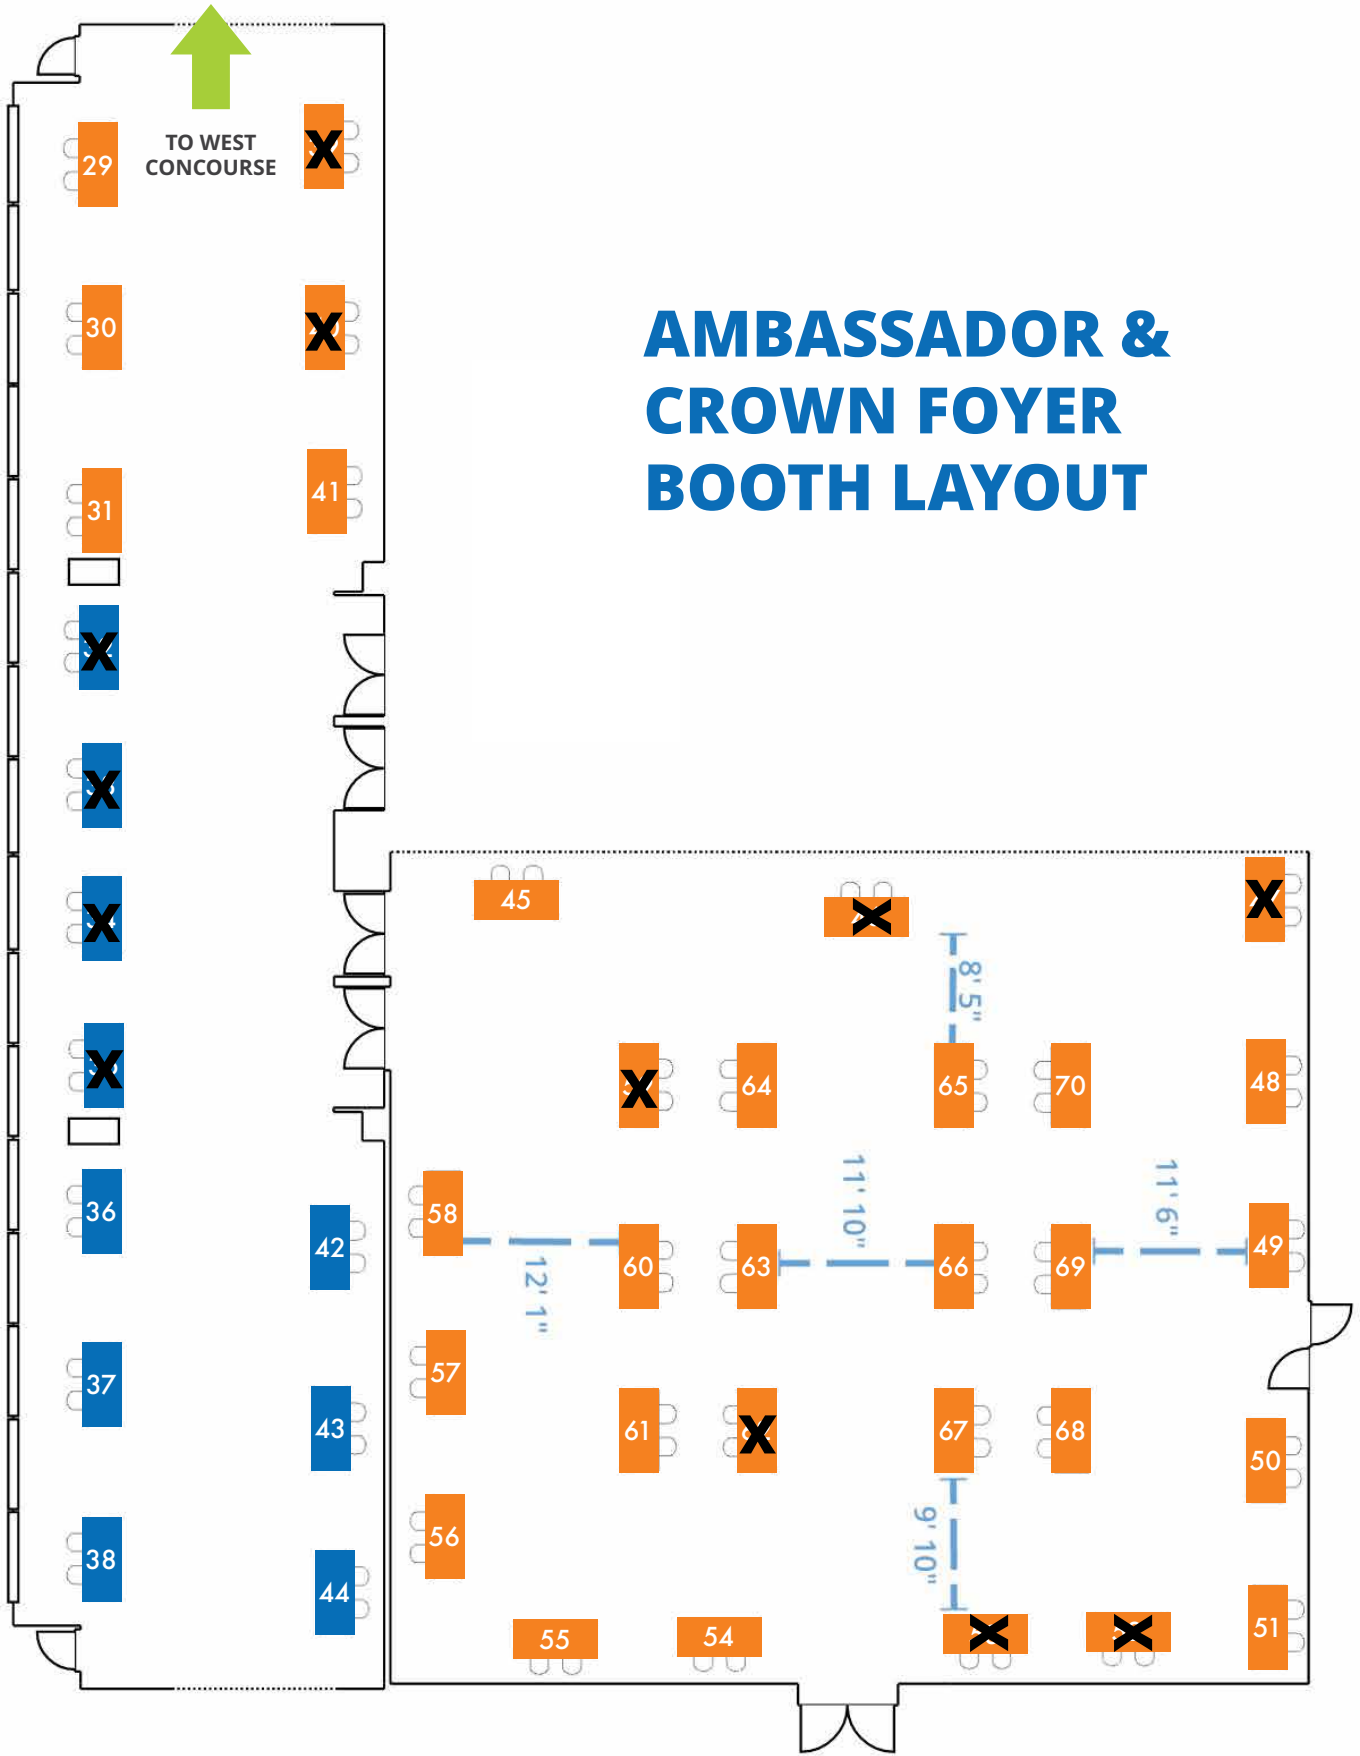 TO WEST
CONCOURSE
29
X
30
X
AMBASSADOR &
CROWN FOYER
BOOTH LAYOUT
31
41
X
X
X
X
36
42
37
43
38
44
45
X
X
8' 5"
X
64
65
70
48
11' 10"
11' 6"
58
60
63
66
69
49
12' 1"
57
61
X
67
68
50
9' 10"
56
55
54
X
X
51